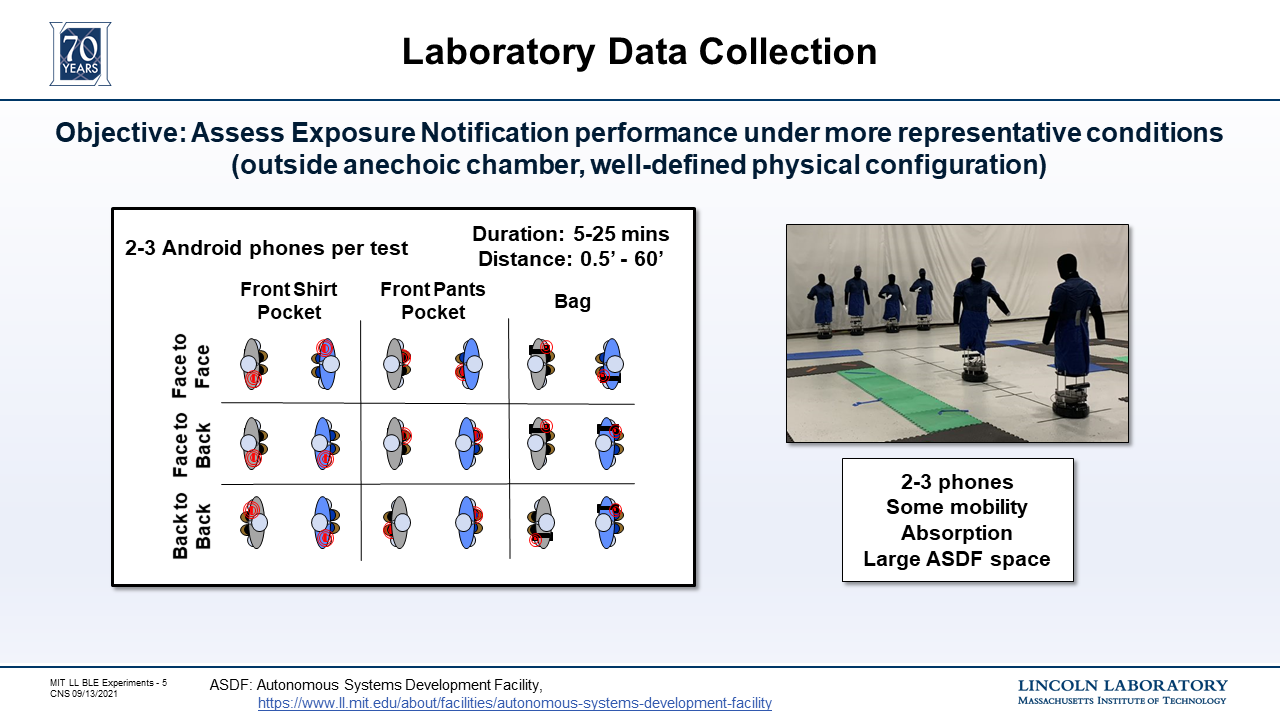 70
YEARS
Laboratory Data Collection
Objective: Assess Exposure Notification performance under more representative conditions
(outside anechoic chamber, well-defined physical configuration)
2-3 Android phones per test
Duration: 5-25 mins
Distance: 0.5’ - 60’
Front Shirt
Pocket
Front Pants
Pocket
Bag
Face to
Face
Face to
Back
Back to
Back
2-3 phones
Some mobility
Absorption
Large ASDF space
MIT LL BLE Experiments - 5
CNS 09/13/2021
ASDF: Autonomous Systems Development Facility,
https://www.ll.mit.edu/about/facilities/autonomous-systems-development-facility
LINCOLN LABORATORY
MASSACHUSETTS INSTITUTE OF TECHNOLOGY